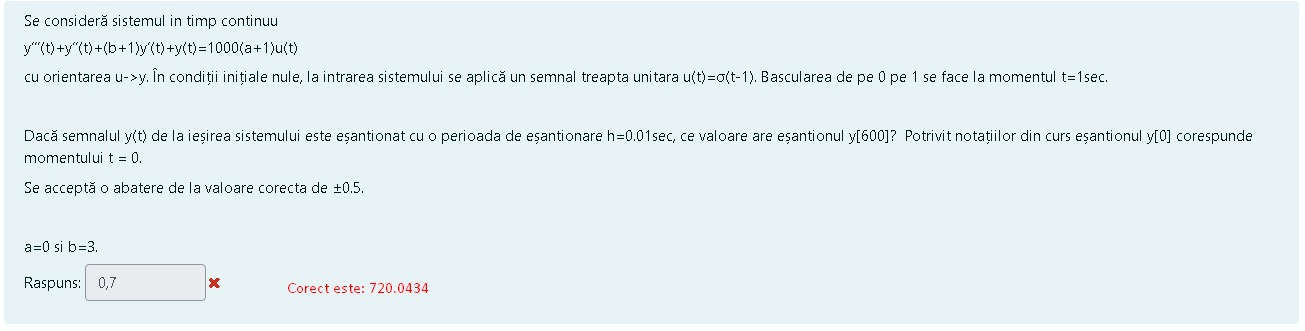 Se consideră sistemul in timp continuu
y‴(t)+y″(t)+(b+1)y′(t)+y(t)=1000(a+1)u(t)
cu orientarea u->y. În condiții inițiale nule, la intrarea sistemului se aplică un semnal treapta unitara u(t)=σ(t-1). Bascularea de pe 0 pe 1 se face la momentul t=1sec.
Dacă semnalul y(t) de la ieșirea sistemului este eșantionat cu o perioada de eșantionare h=0.01sec, ce valoare are eșantionul y[600]? Potrivit notațiilor din curs eșantionul y[0] corespunde
momentului t = 0.
Se acceptă o abatere de la valoare corecta de ±0.5.
a=0 si b=3.
Raspuns: 0,7 ✖ Corect este: 720.0434